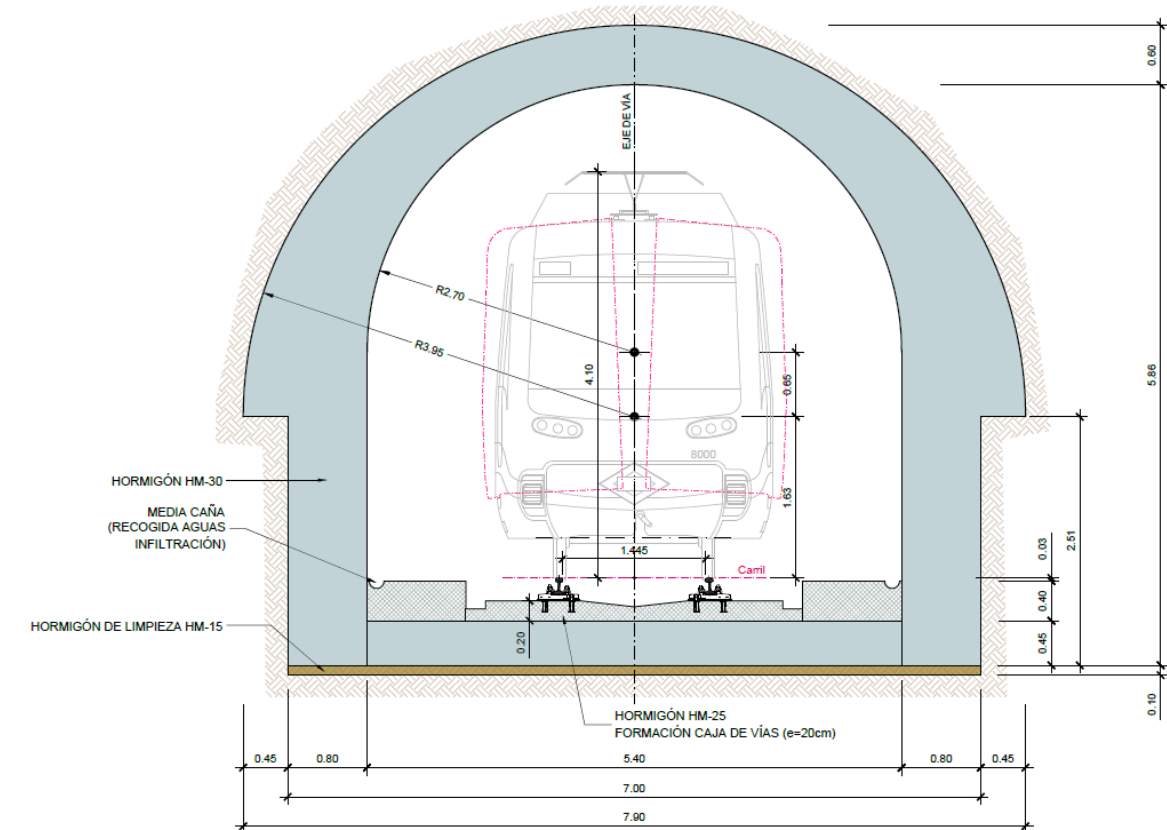 0.60
EJE DE VÍA
R2.70
R3.95
4.10
0.65
5.86
8000
HORMIGÓN HM-30
MEDIA CAÑA
(RECOGIDA AGUAS
INFILTRACIÓN)
1.63
2.51
1.445
0.03
Carril
0.40
HORMIGÓN DE LIMPIEZA HM-15
0.20
0.45
0.10
HORMIGÓN HM-25
FORMACIÓN CAJA DE VÍAS (e=20cm)
0.45 0.80 5.40 0.80 0.45
7.00
7.90